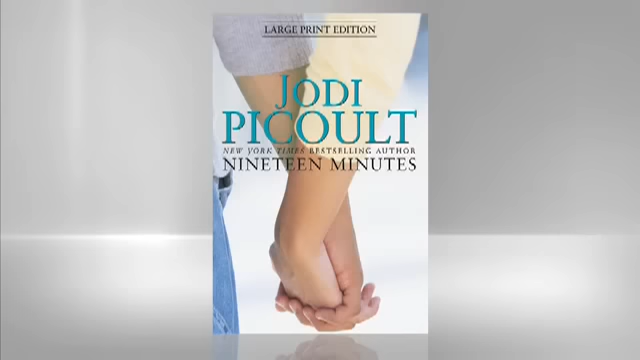 LARGE PRINT EDITION
JODI
PICOULT
NEW YORK TIMES BESTSELLING AUTHOR
NINETEEN MINUTES